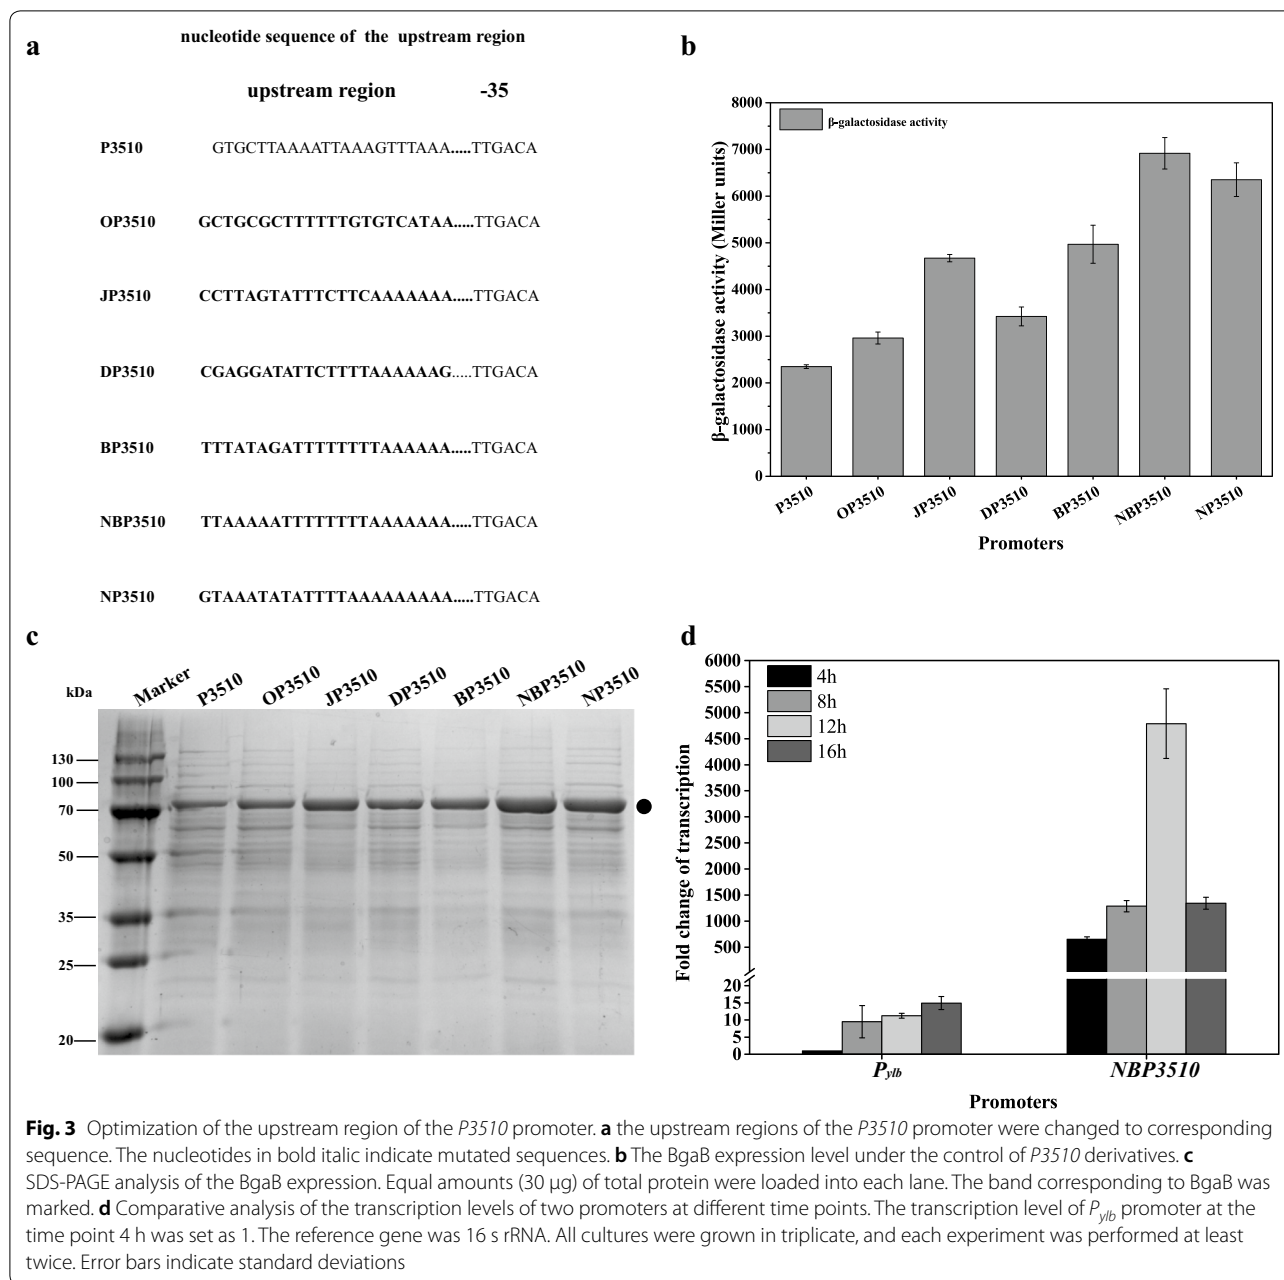 a
nucleotide sequence of the upstream region
upstream region -35
P3510 GTGCTTAAAATTAAAGTTTAAA.....TTGACA
OP3510 GCTGCGCTTTTTTGTGTCATAA.....TTGACA
JP3510 CCTTAGTATTTCTTCAAAAAAA.....TTGACA
DP3510 CGAGGATATTCTTTTAAAAAAG.....TTGACA
BP3510 TTTATAGATTTTTTTTAAAAAA.....TTGACA
NBP3510 TTAAAAATTTTTTTTAAAAAAA.....TTGACA
NP3510 GTAAATATATTTTAAAAAAAAA.....TTGACA
b
β-galactosidase activity
β-galactosidase activity (Miller units)
8000
7000
6000
5000
4000
3000
2000
1000
0
P3510 OP3510 JP3510 DP3510 BP3510 NBP3510 NP3510
Promoters
c
kDa Marker P3510 OP3510 JP3510 DP3510 BP3510 NBP3510 NP3510
130
100
70
50
35
25
20
d
4h
8h
12h
16h
Fold change of transcription
6000
5500
5000
4500
4000
3500
3000
2500
2000
1500
1000
500
20
15
10
5
0
Pylb NBP3510
Promoters
Fig. 3 Optimization of the upstream region of the P3510 promoter. a the upstream regions of the P3510 promoter were changed to corresponding
sequence. The nucleotides in bold italic indicate mutated sequences. b The BgaB expression level under the control of P3510 derivatives. c
SDS-PAGE analysis of the BgaB expression. Equal amounts (30 μg) of total protein were loaded into each lane. The band corresponding to BgaB was
marked. d Comparative analysis of the transcription levels of two promoters at different time points. The transcription level of Pylb promoter at the
time point 4 h was set as 1. The reference gene was 16 s rRNA. All cultures were grown in triplicate, and each experiment was performed at least
twice. Error bars indicate standard deviations